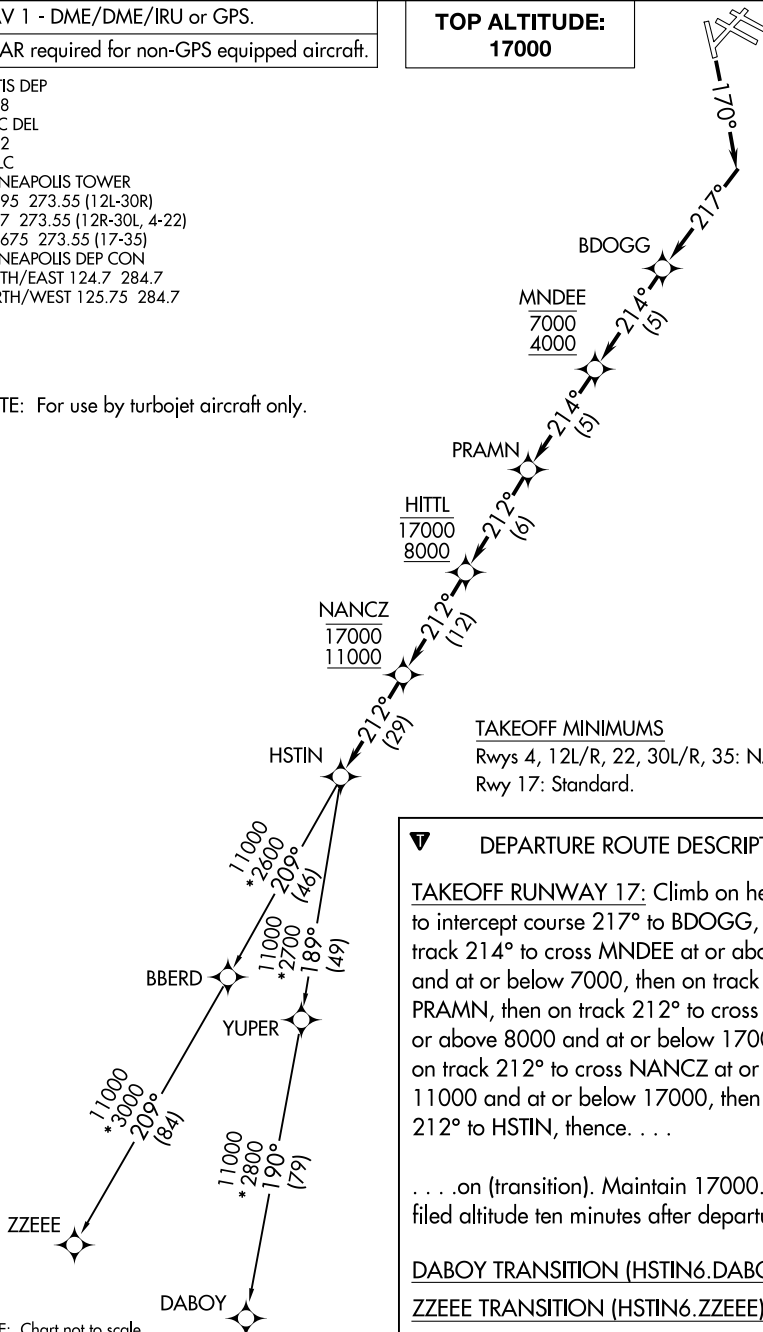 AV 1 - DME/DME/IRU or GPS.
AR required for non-GPS equipped aircraft.
TOP ALTITUDE:
17000
TIS DEP
8
C DEL
2
LC
NEAPOLIS TOWER
95 273.55 (12L-30R)
7 273.55 (12R-30L, 4-22)
675 273.55 (17-35)
NEAPOLIS DEP CON
TH/EAST 124.7 284.7
RTH/WEST 125.75 284.7
TE: For use by turbojet aircraft only.
170°
217°
BDOGG
214°
(5)
MNDEE
7000
4000
214°
(5)
PRAMN
212°
(6)
HITTL
17000
8000
212°
(12)
NANCZ
17000
11000
212°
(29)
HSTIN
TAKEOFF MINIMUMS
Rwys 4, 12L/R, 22, 30L/R, 35: NA
Rwy 17: Standard.
11000
*2600
209°
(46)
11000
*2700
189°
(49)
BBERD
YUPER
11000
*3000
209°
(84)
11000
*2800
190°
(79)
ZZEEE
DABOY
T
DEPARTURE ROUTE DESCRIPT
TAKEOFF RUNWAY 17: Climb on he
to intercept course 217° to BDOGG,
track 214° to cross MNDEE at or abo
and at or below 7000, then on track
PRAMN, then on track 212° to cross
or above 8000 and at or below 1700
on track 212° to cross NANCZ at or
11000 and at or below 17000, then
212° to HSTIN, thence. . . .
. . . .on (transition). Maintain 17000.
filed altitude ten minutes after departu
DABOY TRANSITION (HSTIN6.DABO
ZZEEE TRANSITION (HSTIN6.ZZEEE)
E: Chart not to scale